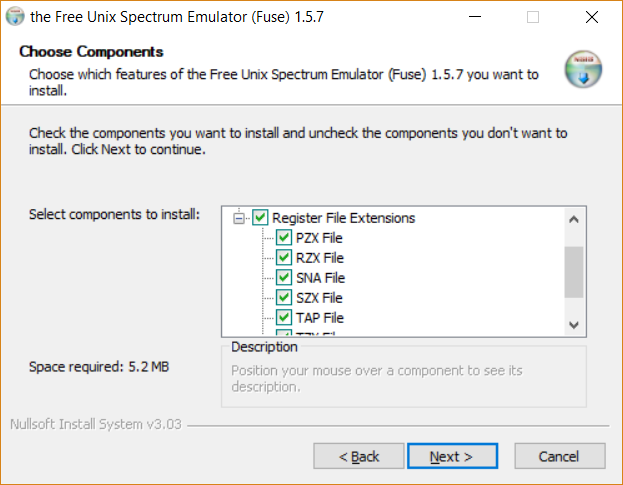 the Free Unix Spectrum Emulator (Fuse) 1.5.7
Choose Components
Choose which features of the Free Unix Spectrum Emulator (Fuse) 1.5.7 you want to
install.
Check the components you want to install and uncheck the components you don't want to
install. Click Next to continue.
Select components to install:
Register File Extensions
PZX File
RZX File
SNA File
SZX File
TAP File
Space required: 5.2 MB
Description
Position your mouse over a component to see its
description.
Nullsoft Install System v3.03
< Back
Next >
Cancel